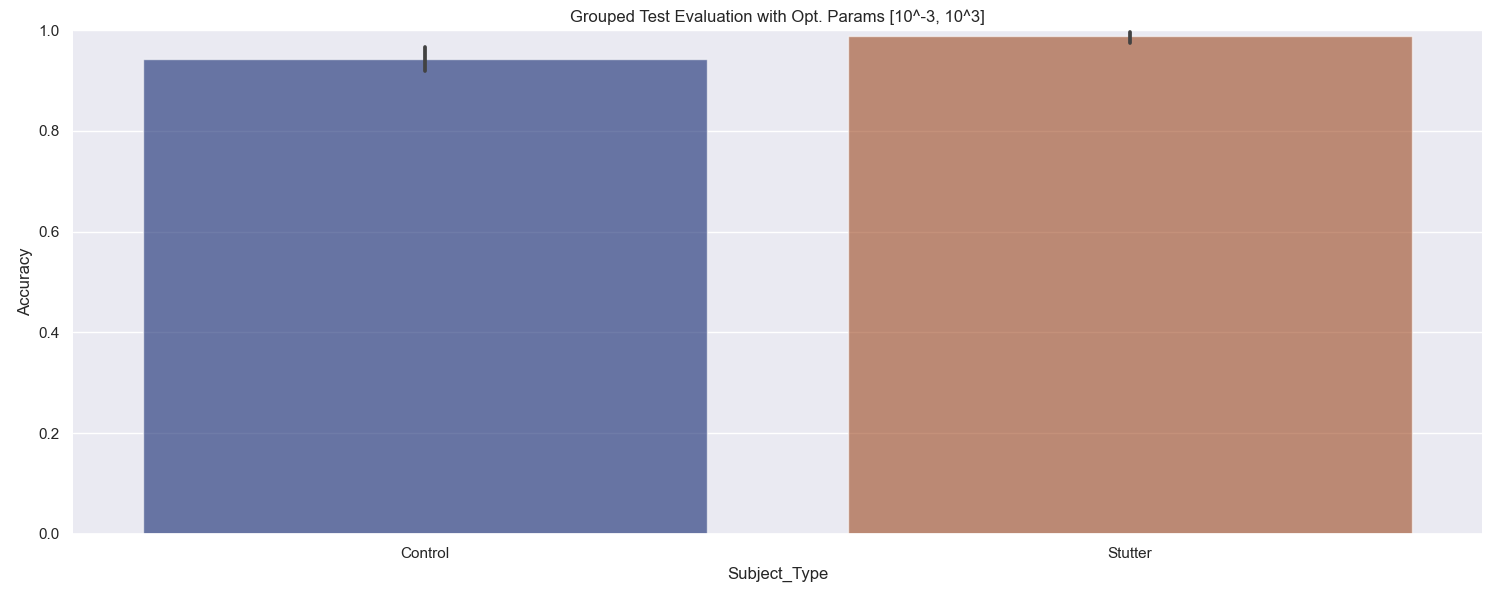 Grouped Test Evaluation with Opt. Params [10^-3, 10^3]
1.0
0.8
0.6
0.4
0.2
0.0
Accuracy
Control
Stutter
Subject_Type